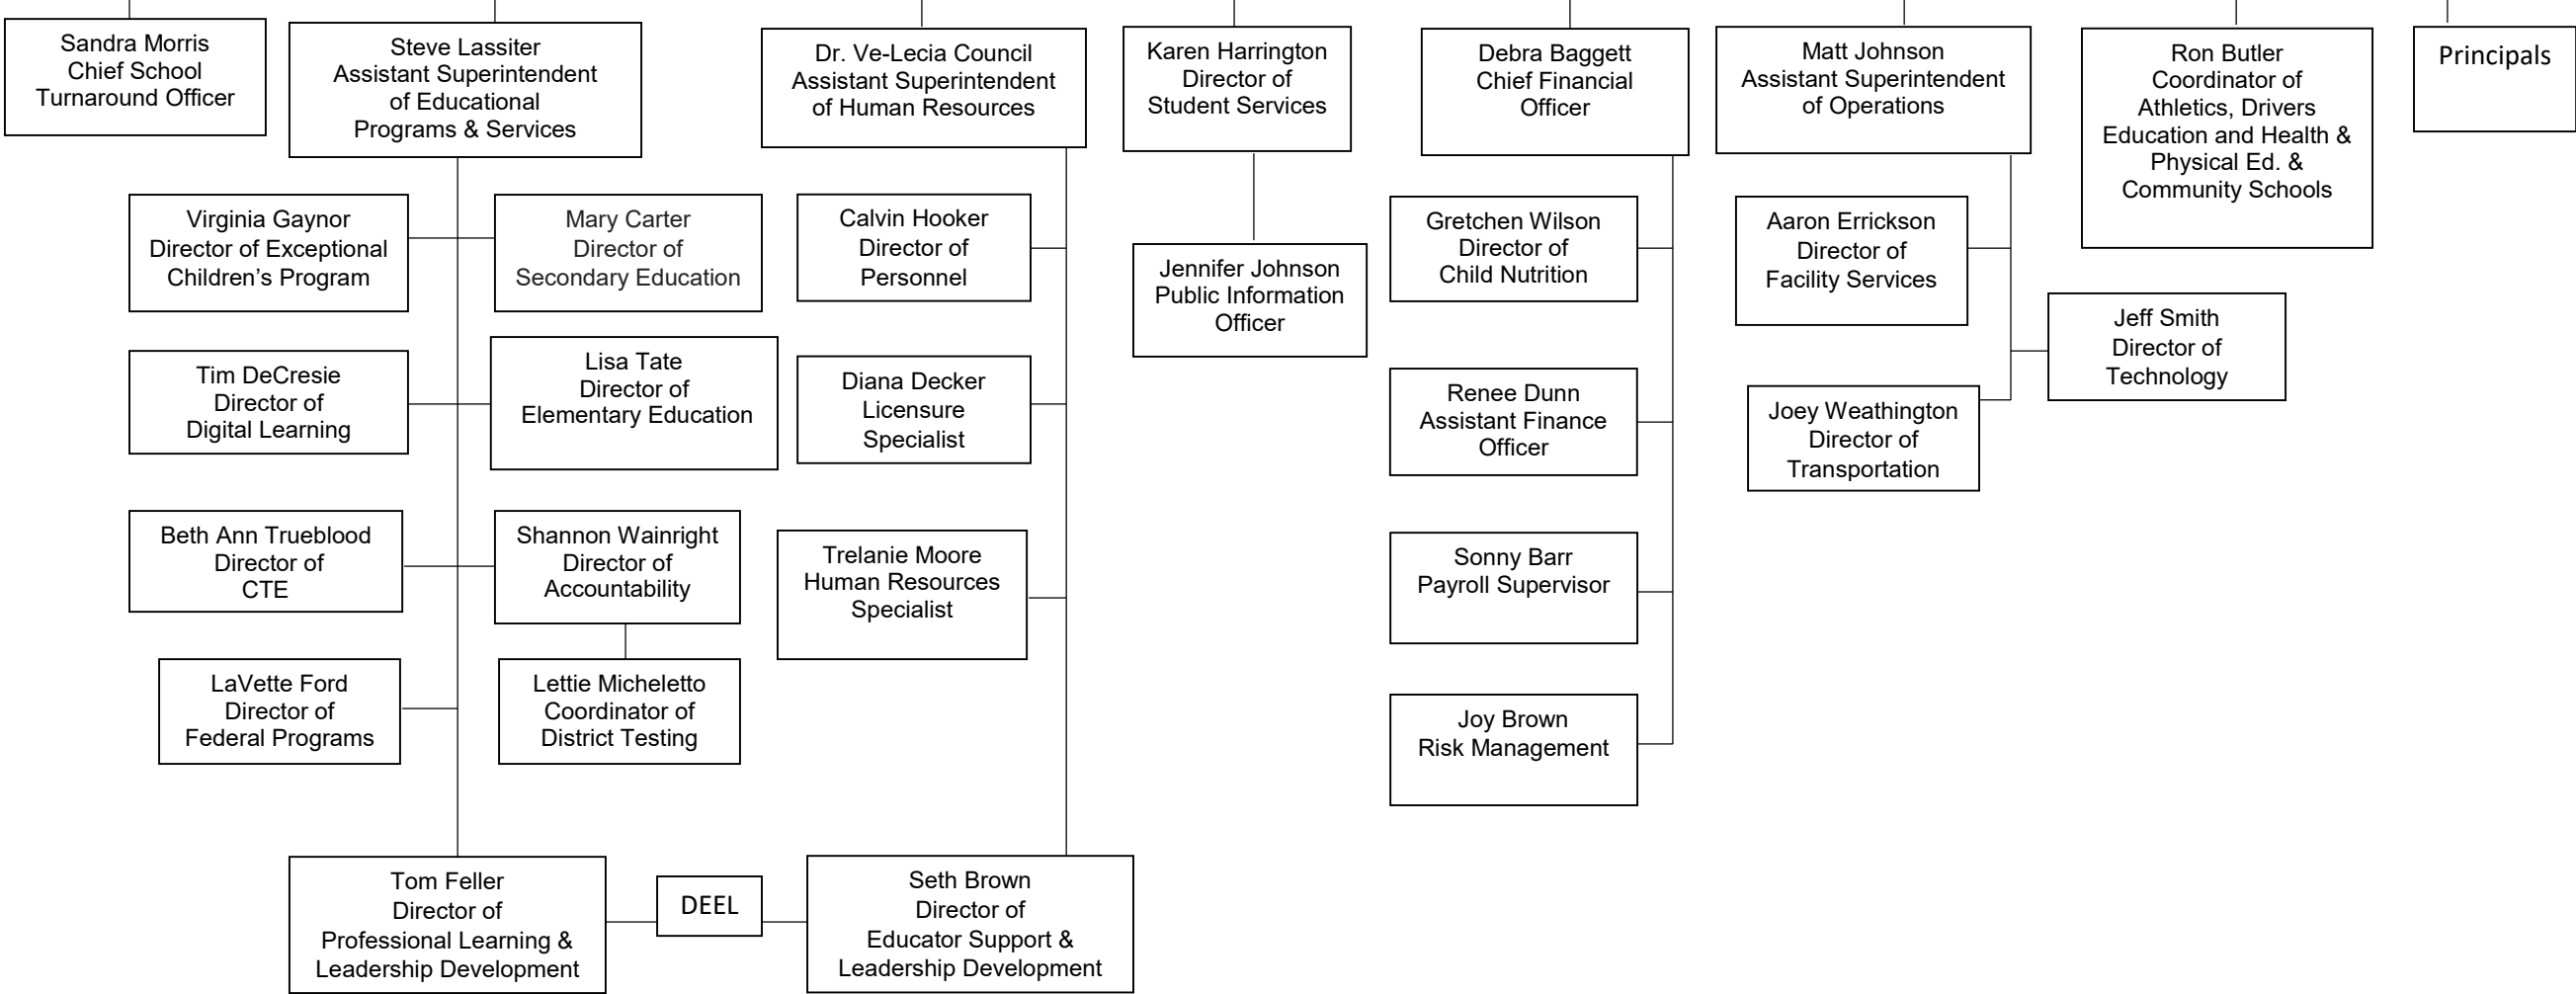 Sandra Morris
Chief School
Turnaround Officer
Steve Lassiter
Assistant Superintendent
of Educational
Programs & Services
Dr. Ve-Lecia Council
Assistant Superintendent
of Human Resources
Karen Harrington
Director of
Student Services
Debra Baggett
Chief Financial
Officer
Matt Johnson
Assistant Superintendent
of Operations
Ron Butler
Coordinator of
Athletics, Drivers
Education and Health &
Physical Ed. &
Community Schools
Principals
Virginia Gaynor
Director of Exceptional
Children’s Program
Mary Carter
Director of
Secondary Education
Calvin Hooker
Director of
Personnel
Jennifer Johnson
Public Information
Officer
Gretchen Wilson
Director of
Child Nutrition
Aaron Errickson
Director of
Facility Services
Jeff Smith
Director of
Technology
Tim DeCresie
Director of
Digital Learning
Lisa Tate
Director of
Elementary Education
Diana Decker
Licensure
Specialist
Renee Dunn
Assistant Finance
Officer
Joey Weathington
Director of
Transportation
Beth Ann Trueblood
Director of
CTE
Shannon Wainright
Director of
Accountability
Trelanie Moore
Human Resources
Specialist
Sonny Barr
Payroll Supervisor
LaVette Ford
Director of
Federal Programs
Lettie Micheletto
Coordinator of
District Testing
Joy Brown
Risk Management
Tom Feller
Director of
Professional Learning &
Leadership Development
DEEL
Seth Brown
Director of
Educator Support &
Leadership Development